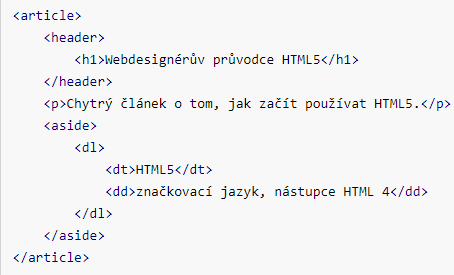 <article>
    <header>
        <h1>Webdesignérův průvodce HTML5</h1>
    </header>
    <p>Chytrý článek o tom, jak začít používat HTML5.</p>
    <aside>
        <dl>
            <dt>HTML5</dt>
            <dd>značkovací jazyk, nástupce HTML 4</dd>
        </dl>
    </aside>
</article>